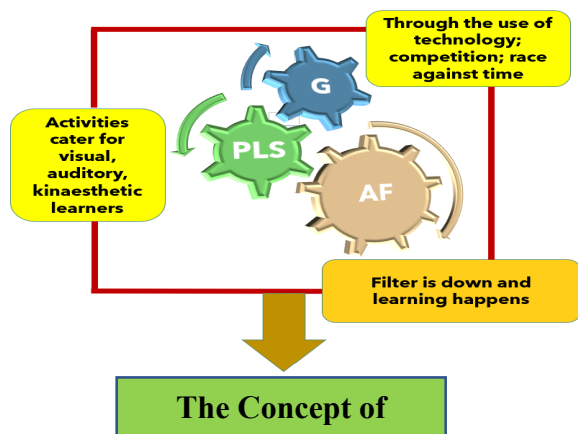 Through the use of
technology;
competition; race
against time
G
Activities
cater for
visual,
auditory,
kinaesthetic
learners
PLS
AF
Filter is down and
learning happens
The Concept of